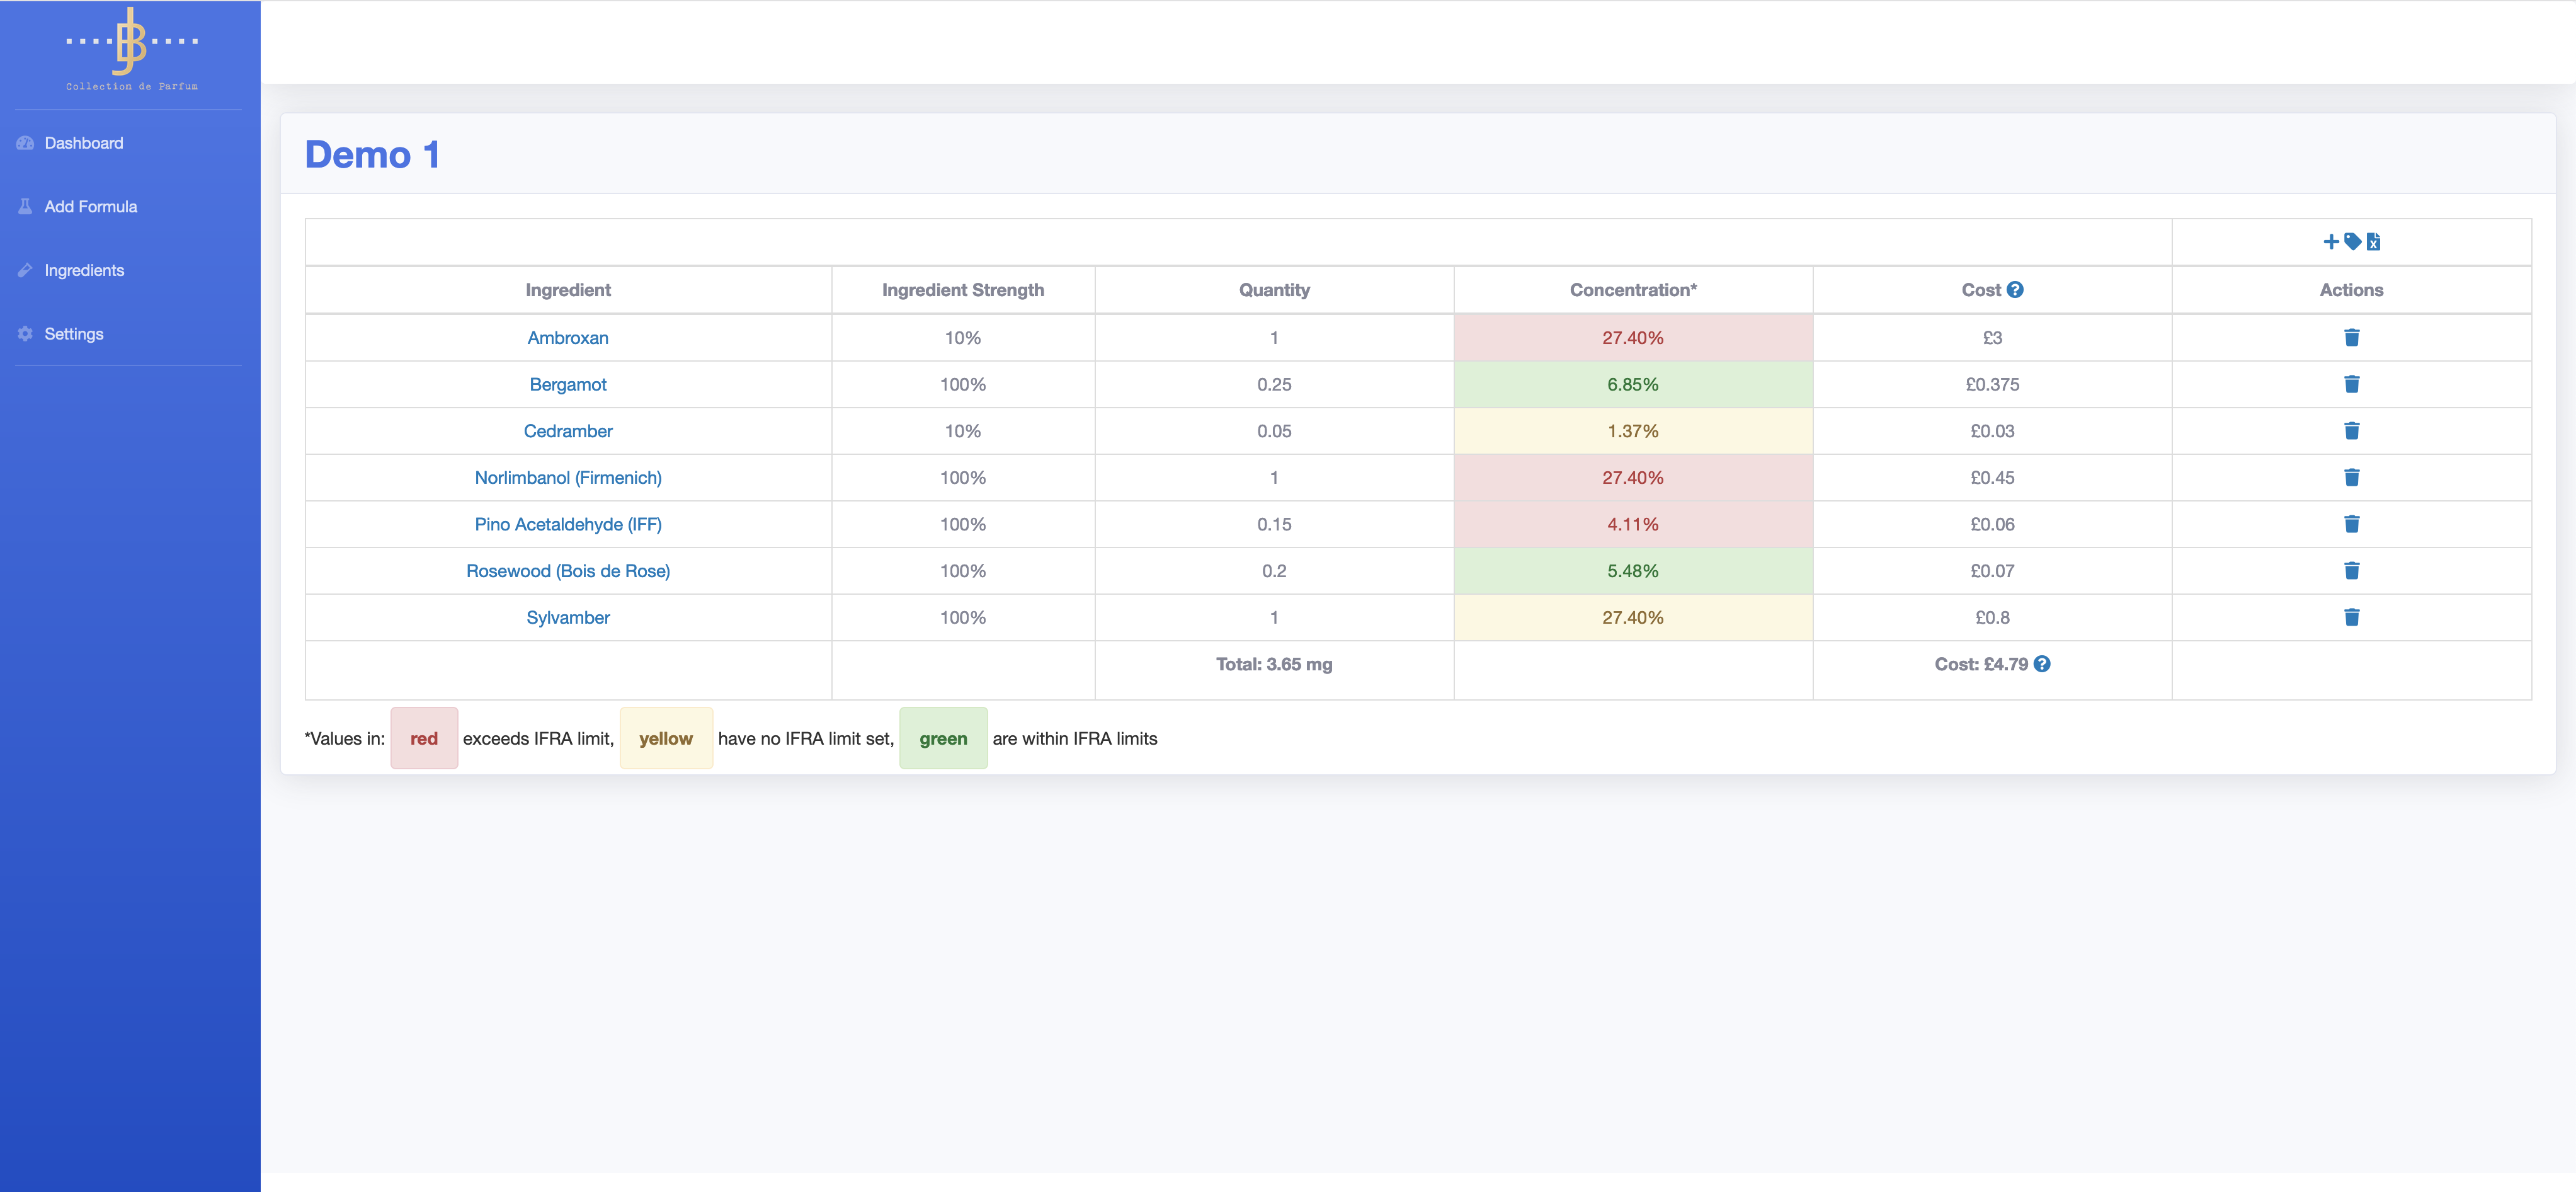 JB
Collection de Parfum
Dashboard
Add Formula
Ingredients
Settings
Demo 1
Ingredient Ingredient Strength Quantity Concentration* Cost ? Actions
Ambroxan 10% 1 27.40% £3
Bergamot 100% 0.25 6.85% £0.375
Cedramber 10% 0.05 1.37% £0.03
Norlimbanol (Firmenich) 100% 1 27.40% £0.45
Pino Acetaldehyde (IFF) 100% 0.15 4.11% £0.06
Rosewood (Bois de Rose) 100% 0.2 5.48% £0.07
Sylvamber 100% 1 27.40% £0.8
Total: 3.65 mg Cost: £4.79 ?
*Values in: red exceeds IFRA limit, yellow have no IFRA limit set, green are within IFRA limits